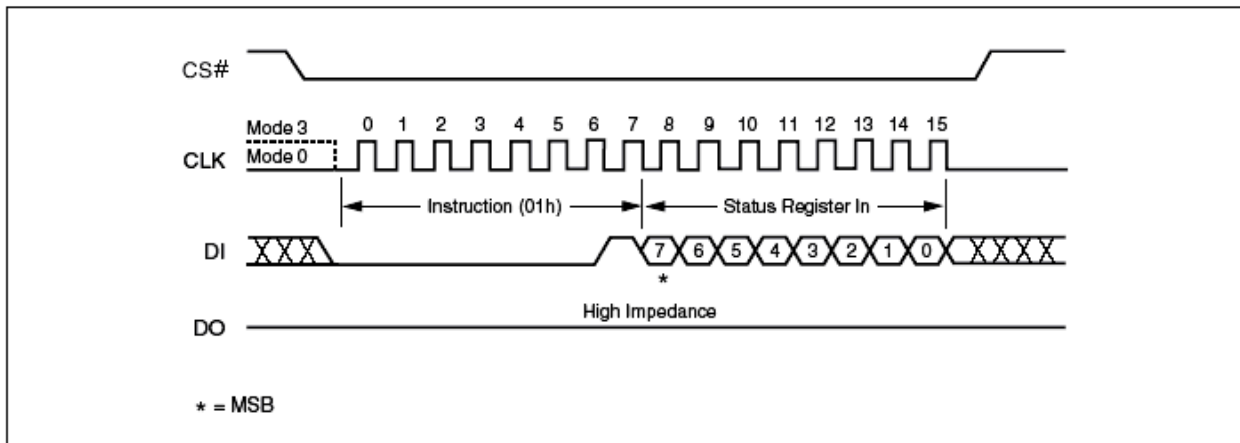 CS#
Mode 3
0 1 2 3 4 5 6 7 8 9 10 11 12 13 14 15
CLK
Mode 0
Instruction (01h)
Status Register In
DI
7 6 5 4 3 2 1 0
*
High Impedance
DO
* = MSB